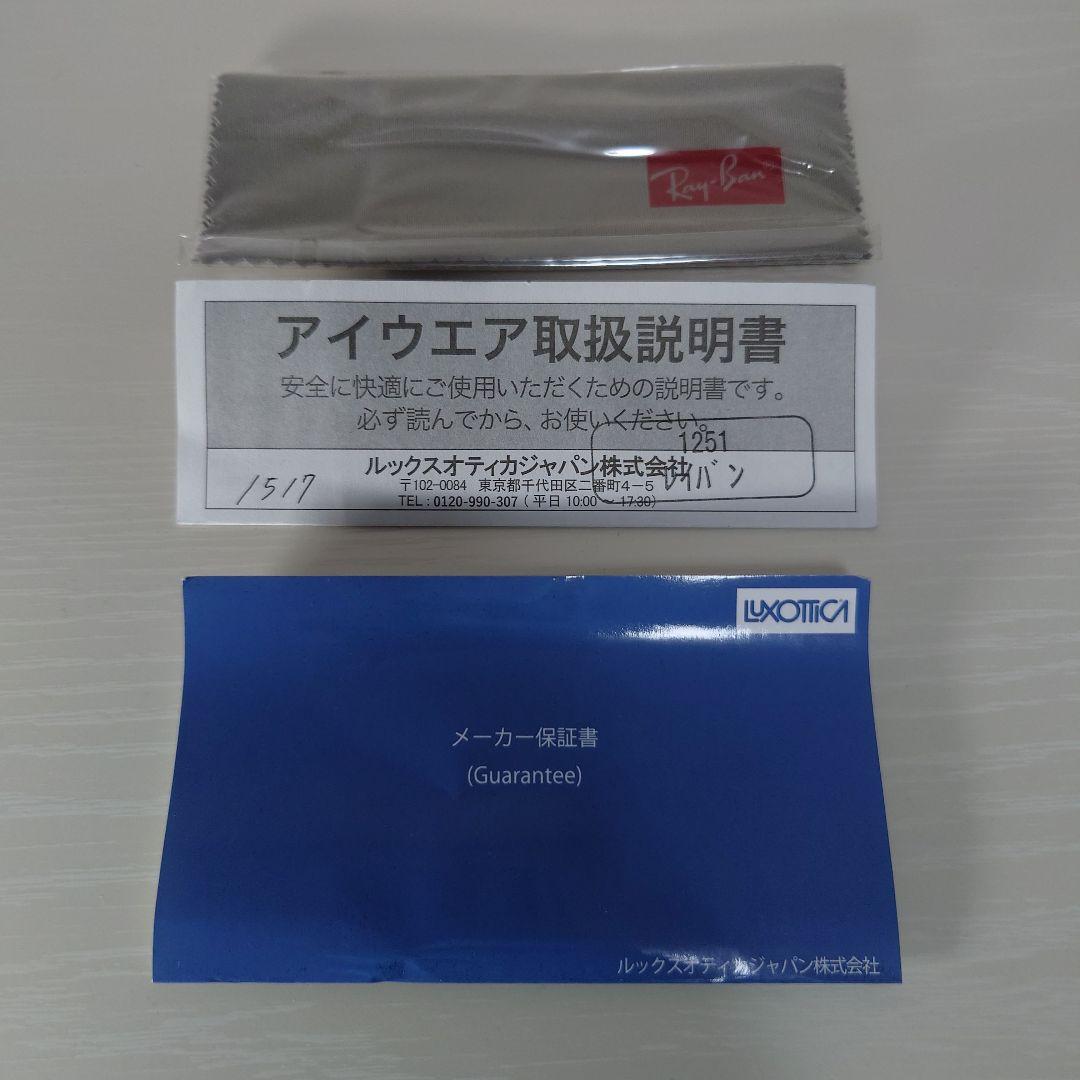 Ray-Ban
アイウエア取扱説明書
安全に快適にご使用いただくための説明書です。
必ず読んでから、お使いください。
1251
レイバン
ルックスオティカジャパン株式会社
〒102-0084 東京都千代田区二番町4-5
TEL : 0120-990-307 ( 平日 10:00 ~ 17:30)
1517
LUXOTTICA
メーカー保証書
(Guarantee)
ルックスオティカジャパン株式会社